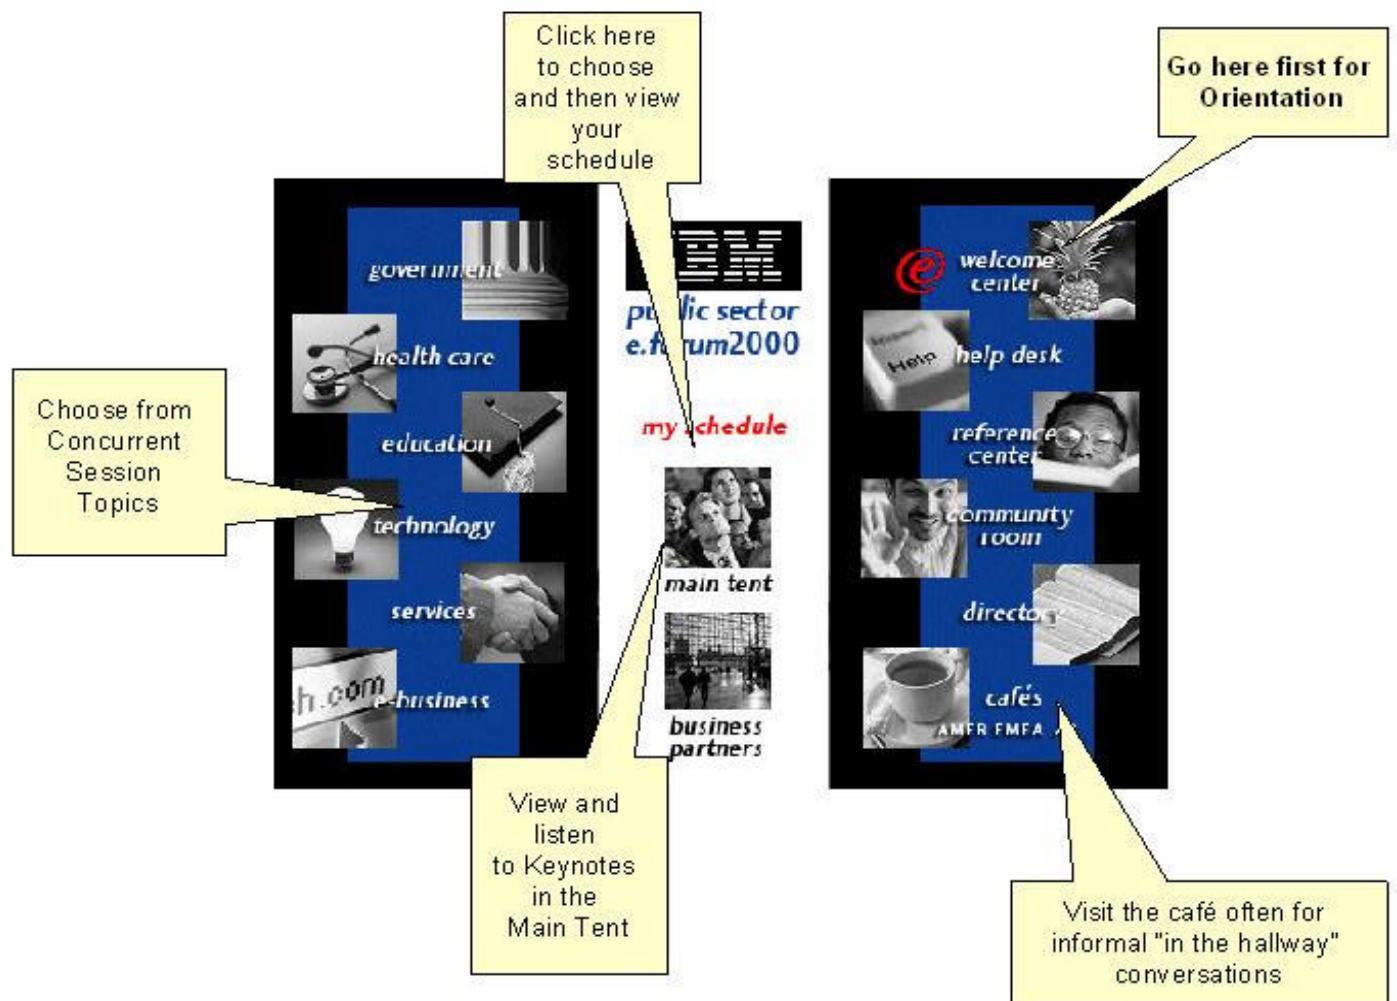 Click here
to choose
and then view
your
schedule
Go here first for
Orientation
Choose from
Concurrent
Session
Topics
government
health care
education
technology
services
e-business
IBM
public sector
e.forum2000
my schedule
main tent
business
partners
e welcome
center
Help
help desk
reference
center
community
room
directory
cafés
AMER EMEA
h.com
View and
listen
to Keynotes
in the
Main Tent
Visit the café often for
informal "in the hallway"
conversations